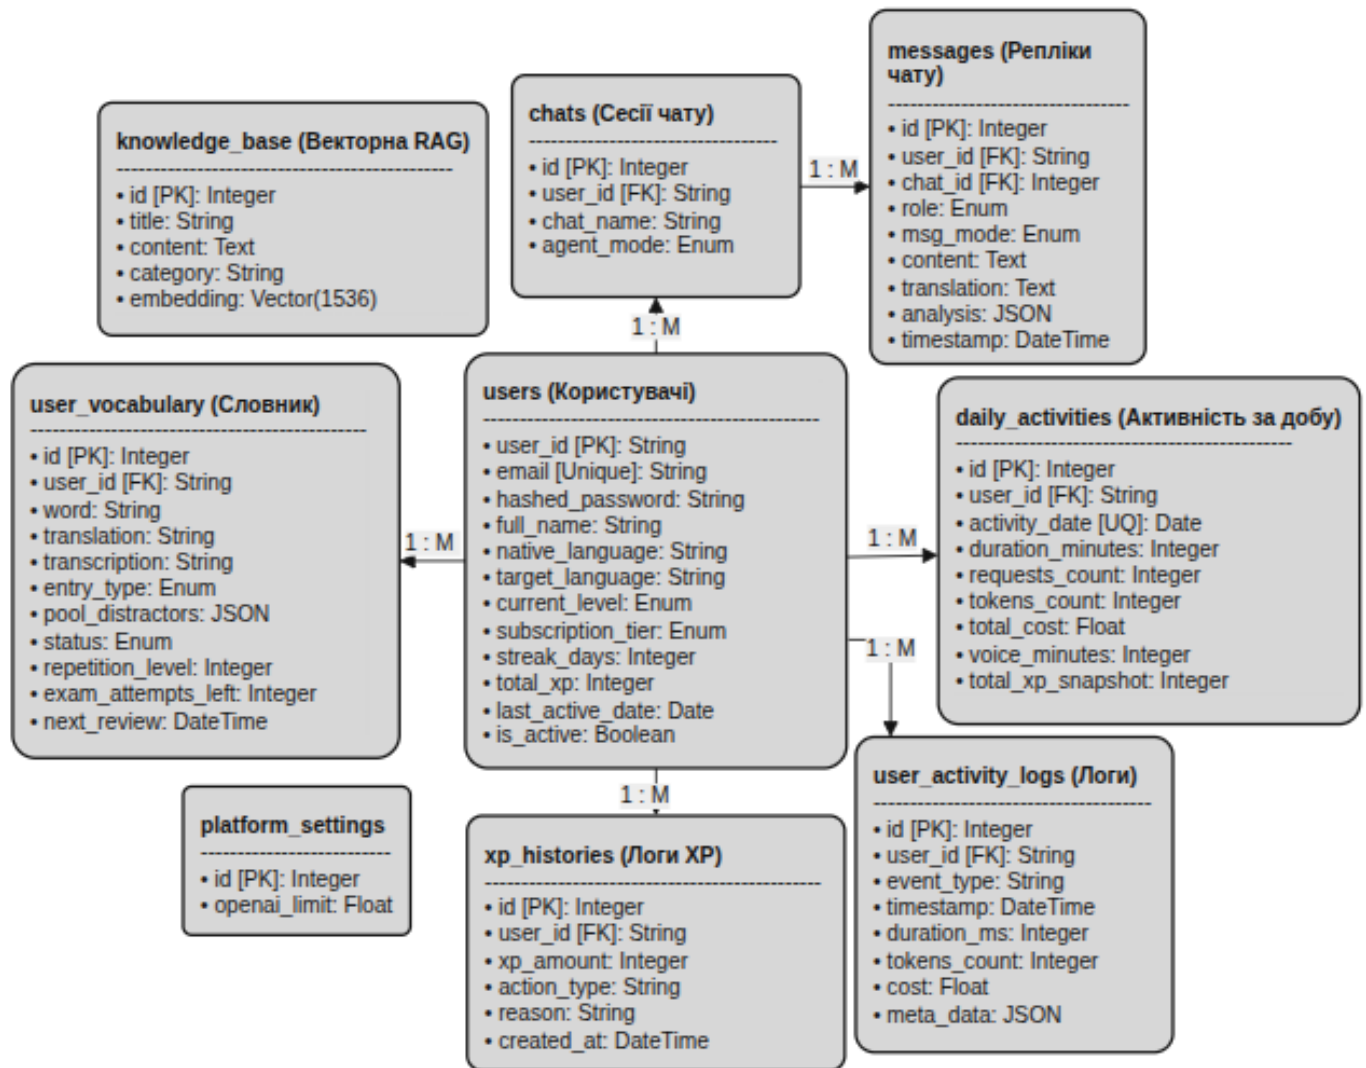 messages (Репліки
чату)
--------------------------------
• id [PK]: Integer
• user_id [FK]: String
• chat_id [FK]: Integer
• role: Enum
• msg_mode: Enum
• content: Text
• translation: Text
• analysis: JSON
• timestamp: DateTime
chats (Сесії чату)
--------------------------------
• id [PK]: Integer
• user_id [FK]: String
• chat_name: String
• agent_mode: Enum
1 : M
knowledge_base (Векторна RAG)
--------------------------------
• id [PK]: Integer
• title: String
• content: Text
• category: String
• embedding: Vector(1536)
1 : M
user_vocabulary (Словник)
--------------------------------
• id [PK]: Integer
• user_id [FK]: String
• word: String
• translation: String
• transcription: String
• entry_type: Enum
• pool_distractors: JSON
• status: Enum
• repetition_level: Integer
• exam_attempts_left: Integer
• next_review: DateTime
1 : M
users (Користувачі)
--------------------------------
• user_id [PK]: String
• email [Unique]: String
• hashed_password: String
• full_name: String
• native_language: String
• target_language: String
• current_level: Enum
• subscription_tier: Enum
• streak_days: Integer
• total_xp: Integer
• last_active_date: Date
• is_active: Boolean
1 : M
daily_activities (Активність за добу)
--------------------------------
• id [PK]: Integer
• user_id [FK]: String
• activity_date [UQ]: Date
• duration_minutes: Integer
• requests_count: Integer
• tokens_count: Integer
• total_cost: Float
• voice_minutes: Integer
• total_xp_snapshot: Integer
1 : M
platform_settings
--------------------------------
• id [PK]: Integer
• openai_limit: Float
1 : M
xp_histories (Логи XP)
--------------------------------
• id [PK]: Integer
• user_id [FK]: String
• xp_amount: Integer
• action_type: String
• reason: String
• created_at: DateTime
user_activity_logs (Логи)
--------------------------------
• id [PK]: Integer
• user_id [FK]: String
• event_type: String
• timestamp: DateTime
• duration_ms: Integer
• tokens_count: Integer
• cost: Float
• meta_data: JSON